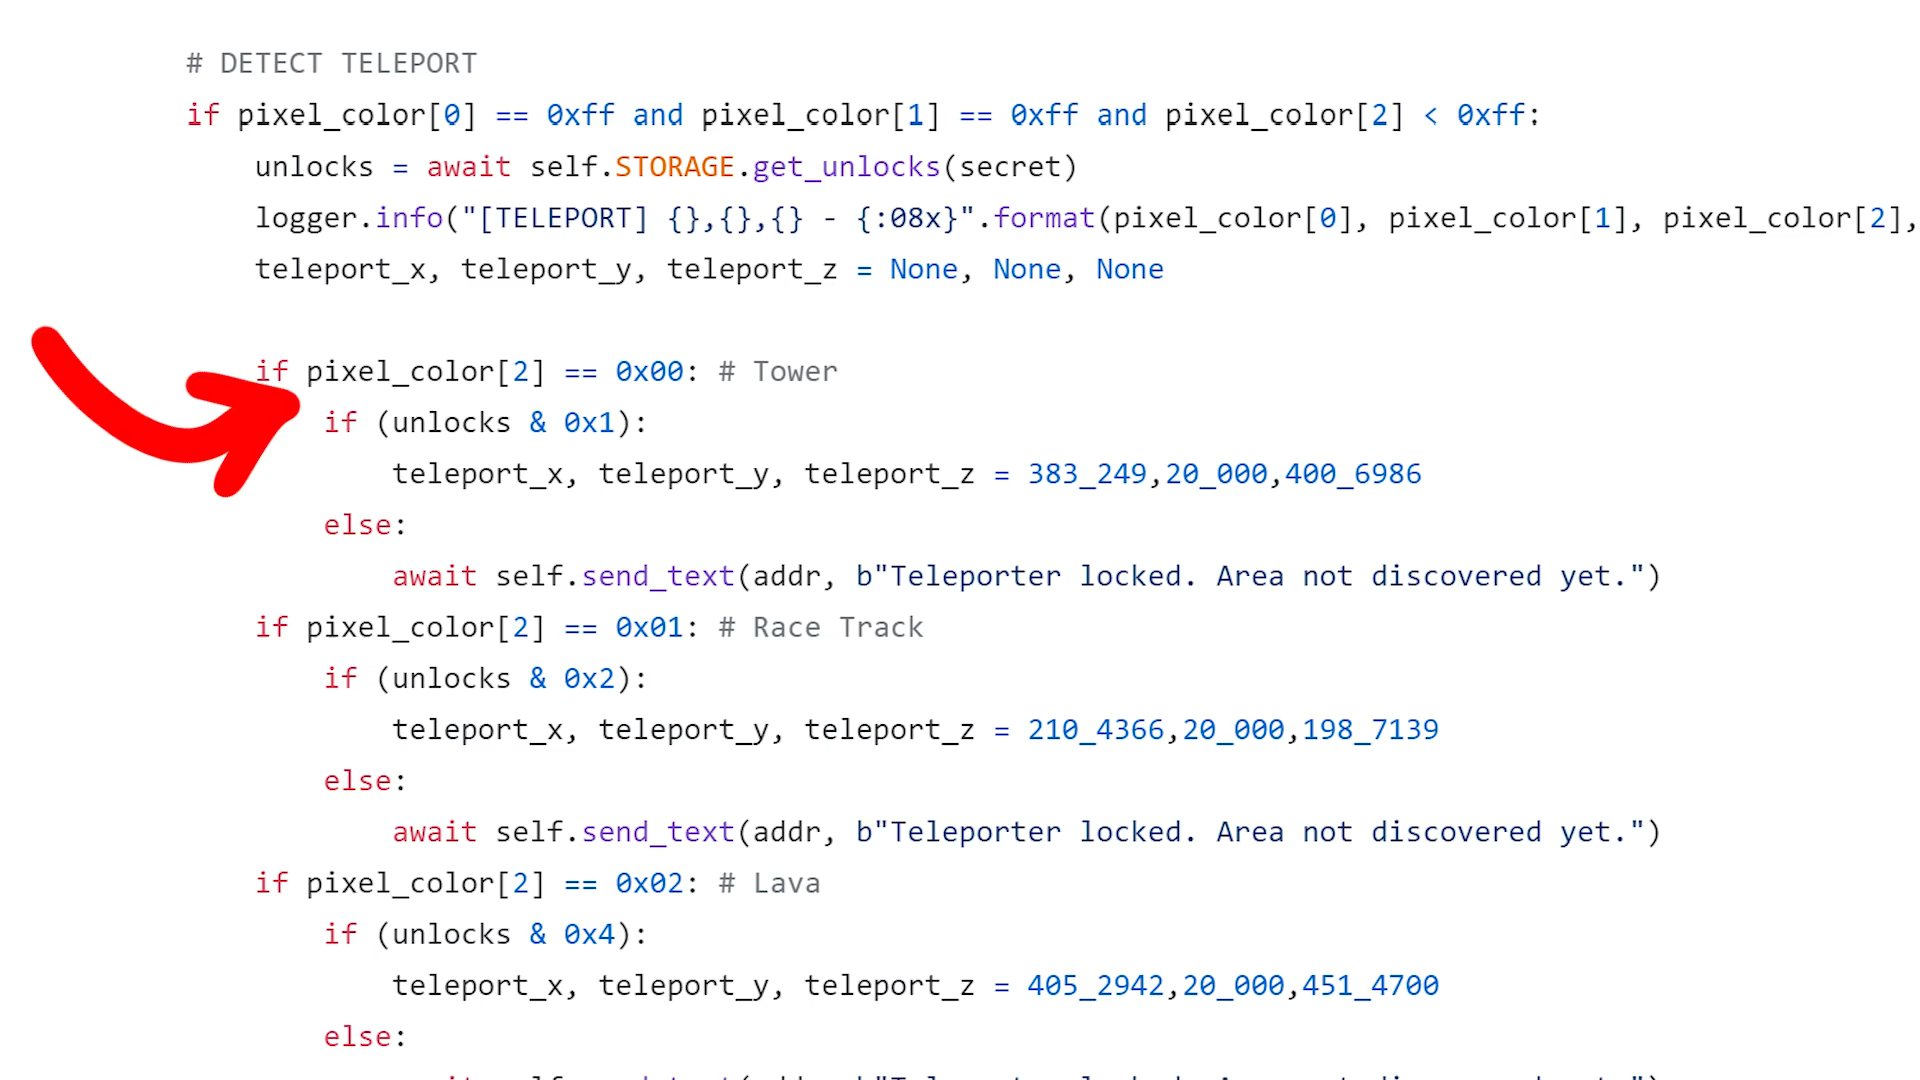 # DETECT TELEPORT
if pixel_color[0] == 0xff and pixel_color[1] == 0xff and pixel_color[2] < 0xff:
unlocks = await self.STORAGE.get_unlocks(secret)
logger.info("[TELEPORT] {},{},{} - {:08x}".format(pixel_color[0], pixel_color[1], pixel_color[2],
teleport_x, teleport_y, teleport_z = None, None, None
if pixel_color[2] == 0x00: # Tower
if (unlocks & 0x1):
teleport_x, teleport_y, teleport_z = 383_249,20_000,400_6986
else:
await self.send_text(addr, b"Teleporter locked. Area not discovered yet.")
if pixel_color[2] == 0x01: # Race Track
if (unlocks & 0x2):
teleport_x, teleport_y, teleport_z = 210_4366,20_000,198_7139
else:
await self.send_text(addr, b"Teleporter locked. Area not discovered yet.")
if pixel_color[2] == 0x02: # Lava
if (unlocks & 0x4):
teleport_x, teleport_y, teleport_z = 405_2942,20_000,451_4700
else: